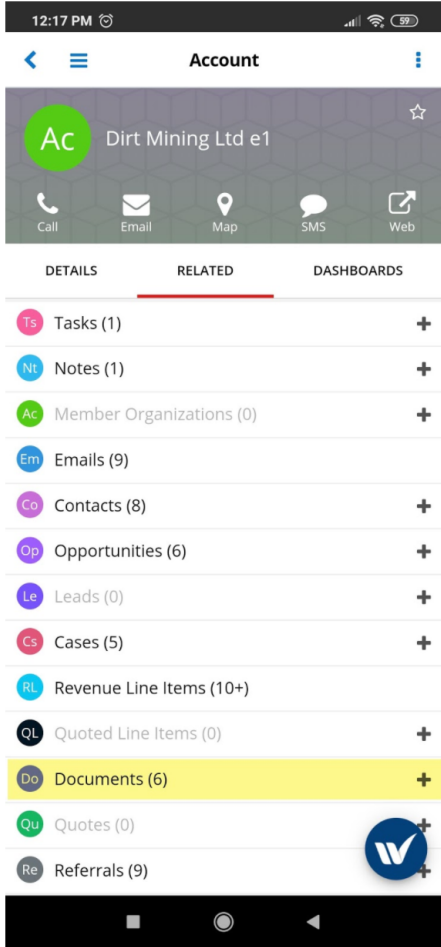 12:17 PM 59
Account
Ac Dirt Mining Ltd e1
Call Email Map SMS Web
DETAILS RELATED DASHBOARDS
Ts Tasks (1)
Nt Notes (1)
Ac Member Organizations (0)
Em Emails (9)
Co Contacts (8)
Op Opportunities (6)
Le Leads (0)
Cs Cases (5)
RL Revenue Line Items (10+)
QL Quoted Line Items (0)
Do Documents (6)
Qu Quotes (0)
Re Referrals (9)